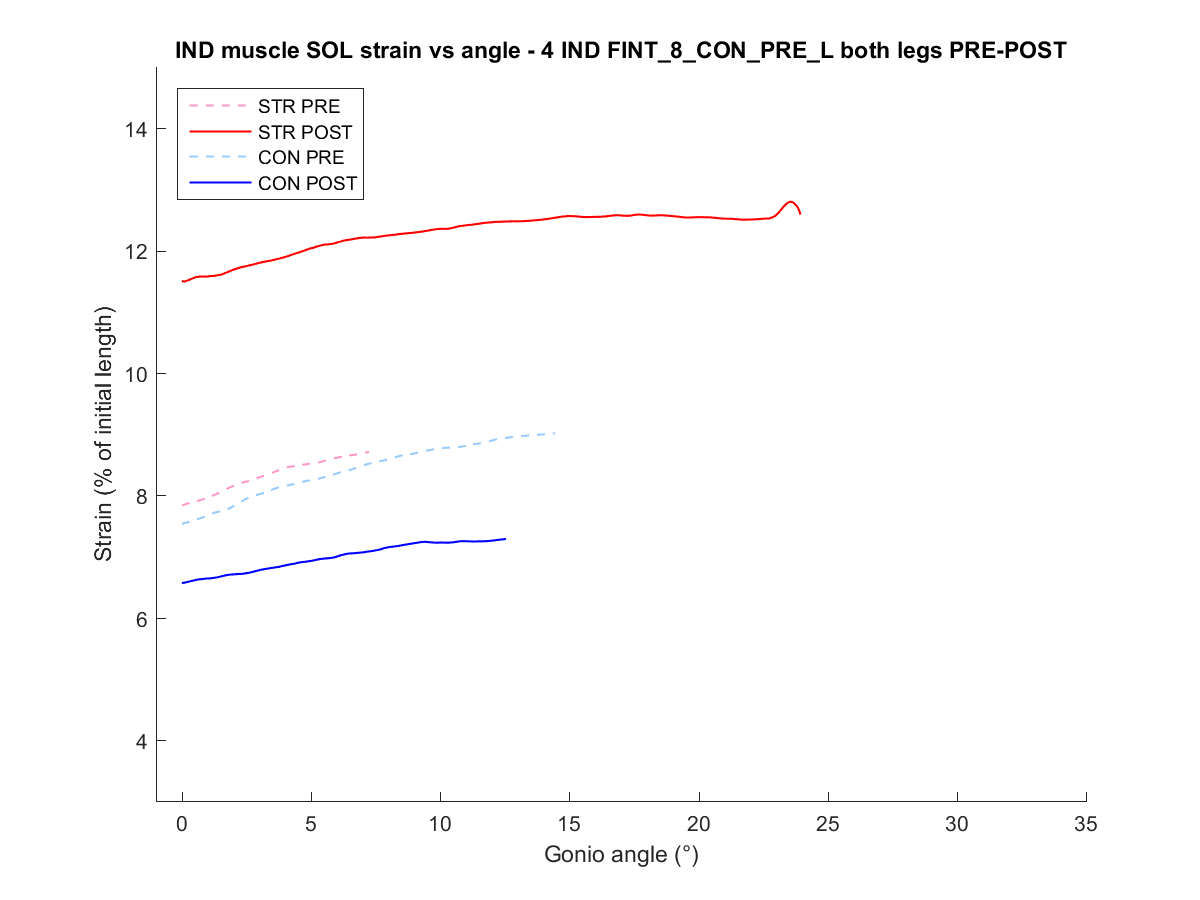 IND muscle SOL strain vs angle - 4 IND FINT_8_CON_PRE_L both legs PRE-POST
STR PRE
STR POST
CON PRE
CON POST
14
12
10
8
6
4
Strain (% of initial length)
0 5 10 15 20 25 30 35
Gonio angle (°)